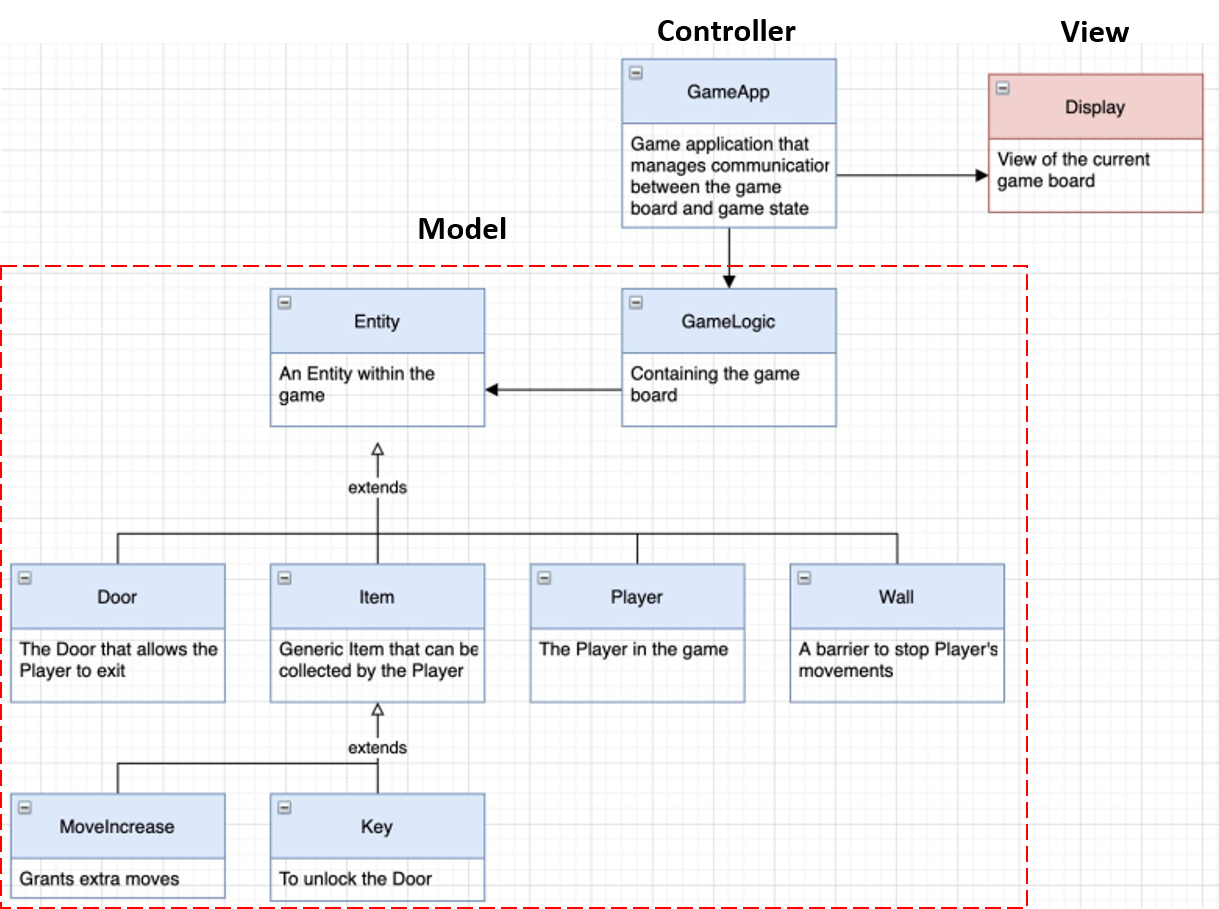 Controller
View
GameApp
Game application that
manages communication
between the game
board and game state
Display
View of the current
game board
Model
Entity
An Entity within the
game
GameLogic
Containing the game
board
extends
Door
The Door that allows the
Player to exit
Item
Generic Item that can be
collected by the Player
Player
The Player in the game
Wall
A barrier to stop Player's
movements
extends
MoveIncrease
Grants extra moves
Key
To unlock the Door